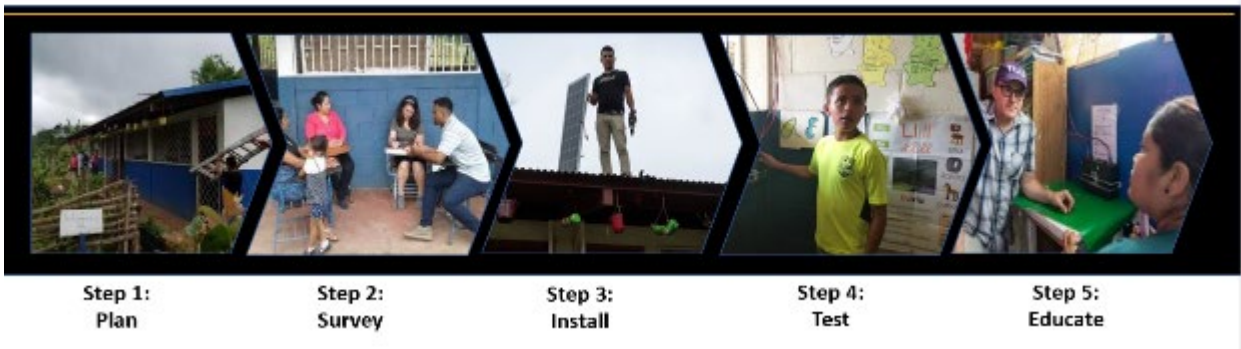 Step 1:
Plan
Step 2:
Survey
Step 3:
Install
Step 4:
Test
Step 5:
Educate